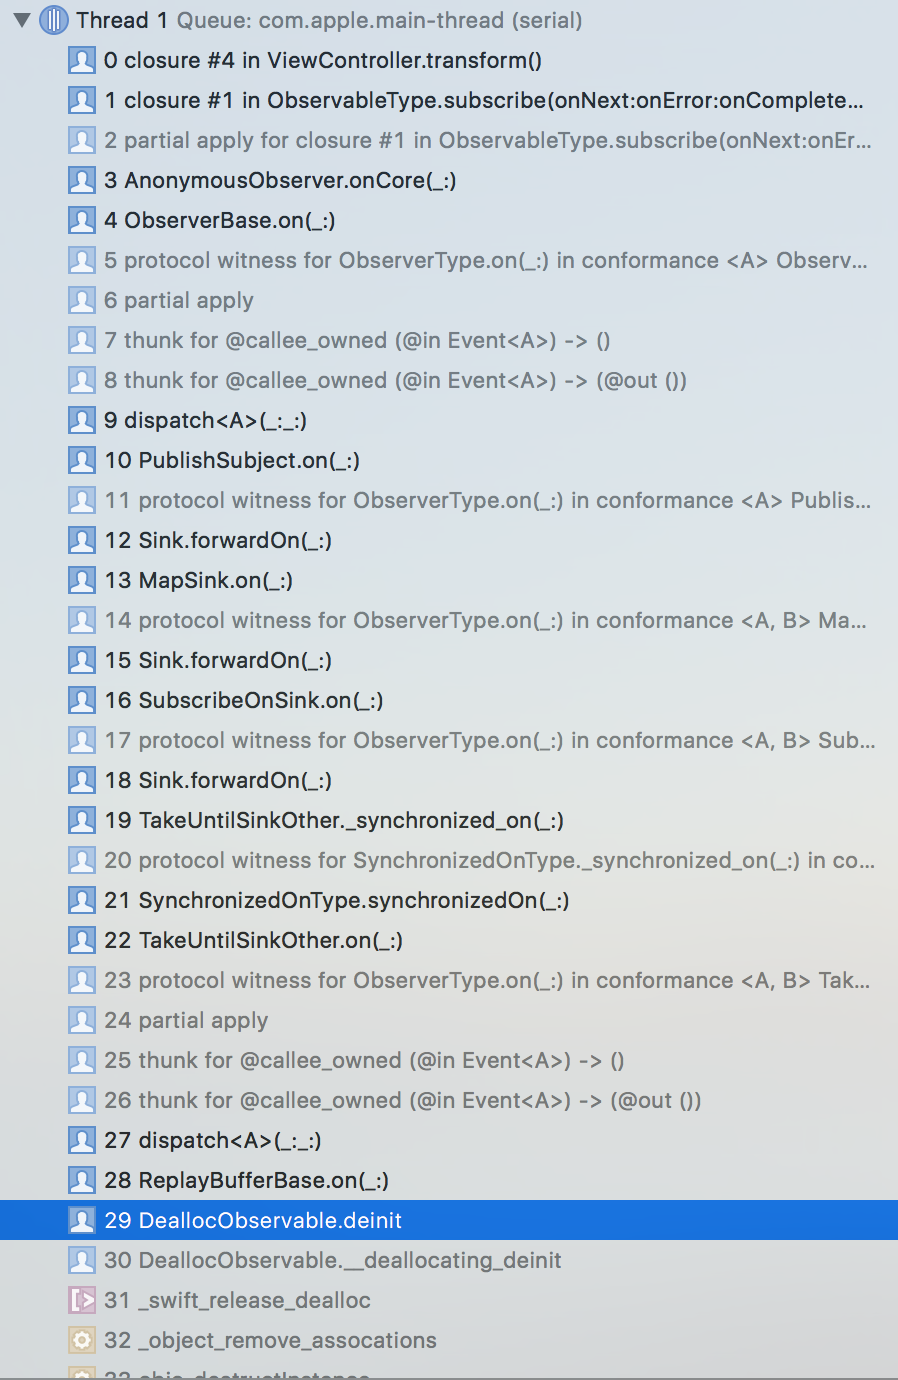 Thread 1 Queue: com.apple.main-thread (serial)
0 closure #4 in ViewController.transform()
1 closure #1 in ObservableType.subscribe(onNext:onError:onComplete...
2 partial apply for closure #1 in ObservableType.subscribe(onNext:onEr...
3 AnonymousObserver.onCore(_:)
4 ObserverBase.on(_:)
5 protocol witness for ObserverType.on(_:) in conformance <A> Observ...
6 partial apply
7 thunk for @callee_owned (@in Event<A>) -> ()
8 thunk for @callee_owned (@in Event<A>) -> (@out ())
9 dispatch<A>(_:_:)
10 PublishSubject.on(_:)
11 protocol witness for ObserverType.on(_:) in conformance <A> Publis...
12 Sink.forwardOn(_:)
13 MapSink.on(_:)
14 protocol witness for ObserverType.on(_:) in conformance <A, B> Ma...
15 Sink.forwardOn(_:)
16 SubscribeOnSink.on(_:)
17 protocol witness for ObserverType.on(_:) in conformance <A, B> Sub...
18 Sink.forwardOn(_:)
19 TakeUntilSinkOther._synchronized_on(_:)
20 protocol witness for SynchronizedOnType._synchronized_on(_:) in co...
21 SynchronizedOnType.synchronizedOn(_:)
22 TakeUntilSinkOther.on(_:)
23 protocol witness for ObserverType.on(_:) in conformance <A, B> Tak...
24 partial apply
25 thunk for @callee_owned (@in Event<A>) -> ()
26 thunk for @callee_owned (@in Event<A>) -> (@out ())
27 dispatch<A>(_:_:)
28 ReplayBufferBase.on(_:)
29 DeallocObservable.deinit
30 DeallocObservable.__deallocating_deinit
31 _swift_release_dealloc
32 _object_remove_assocations
33 objc_destructInstance